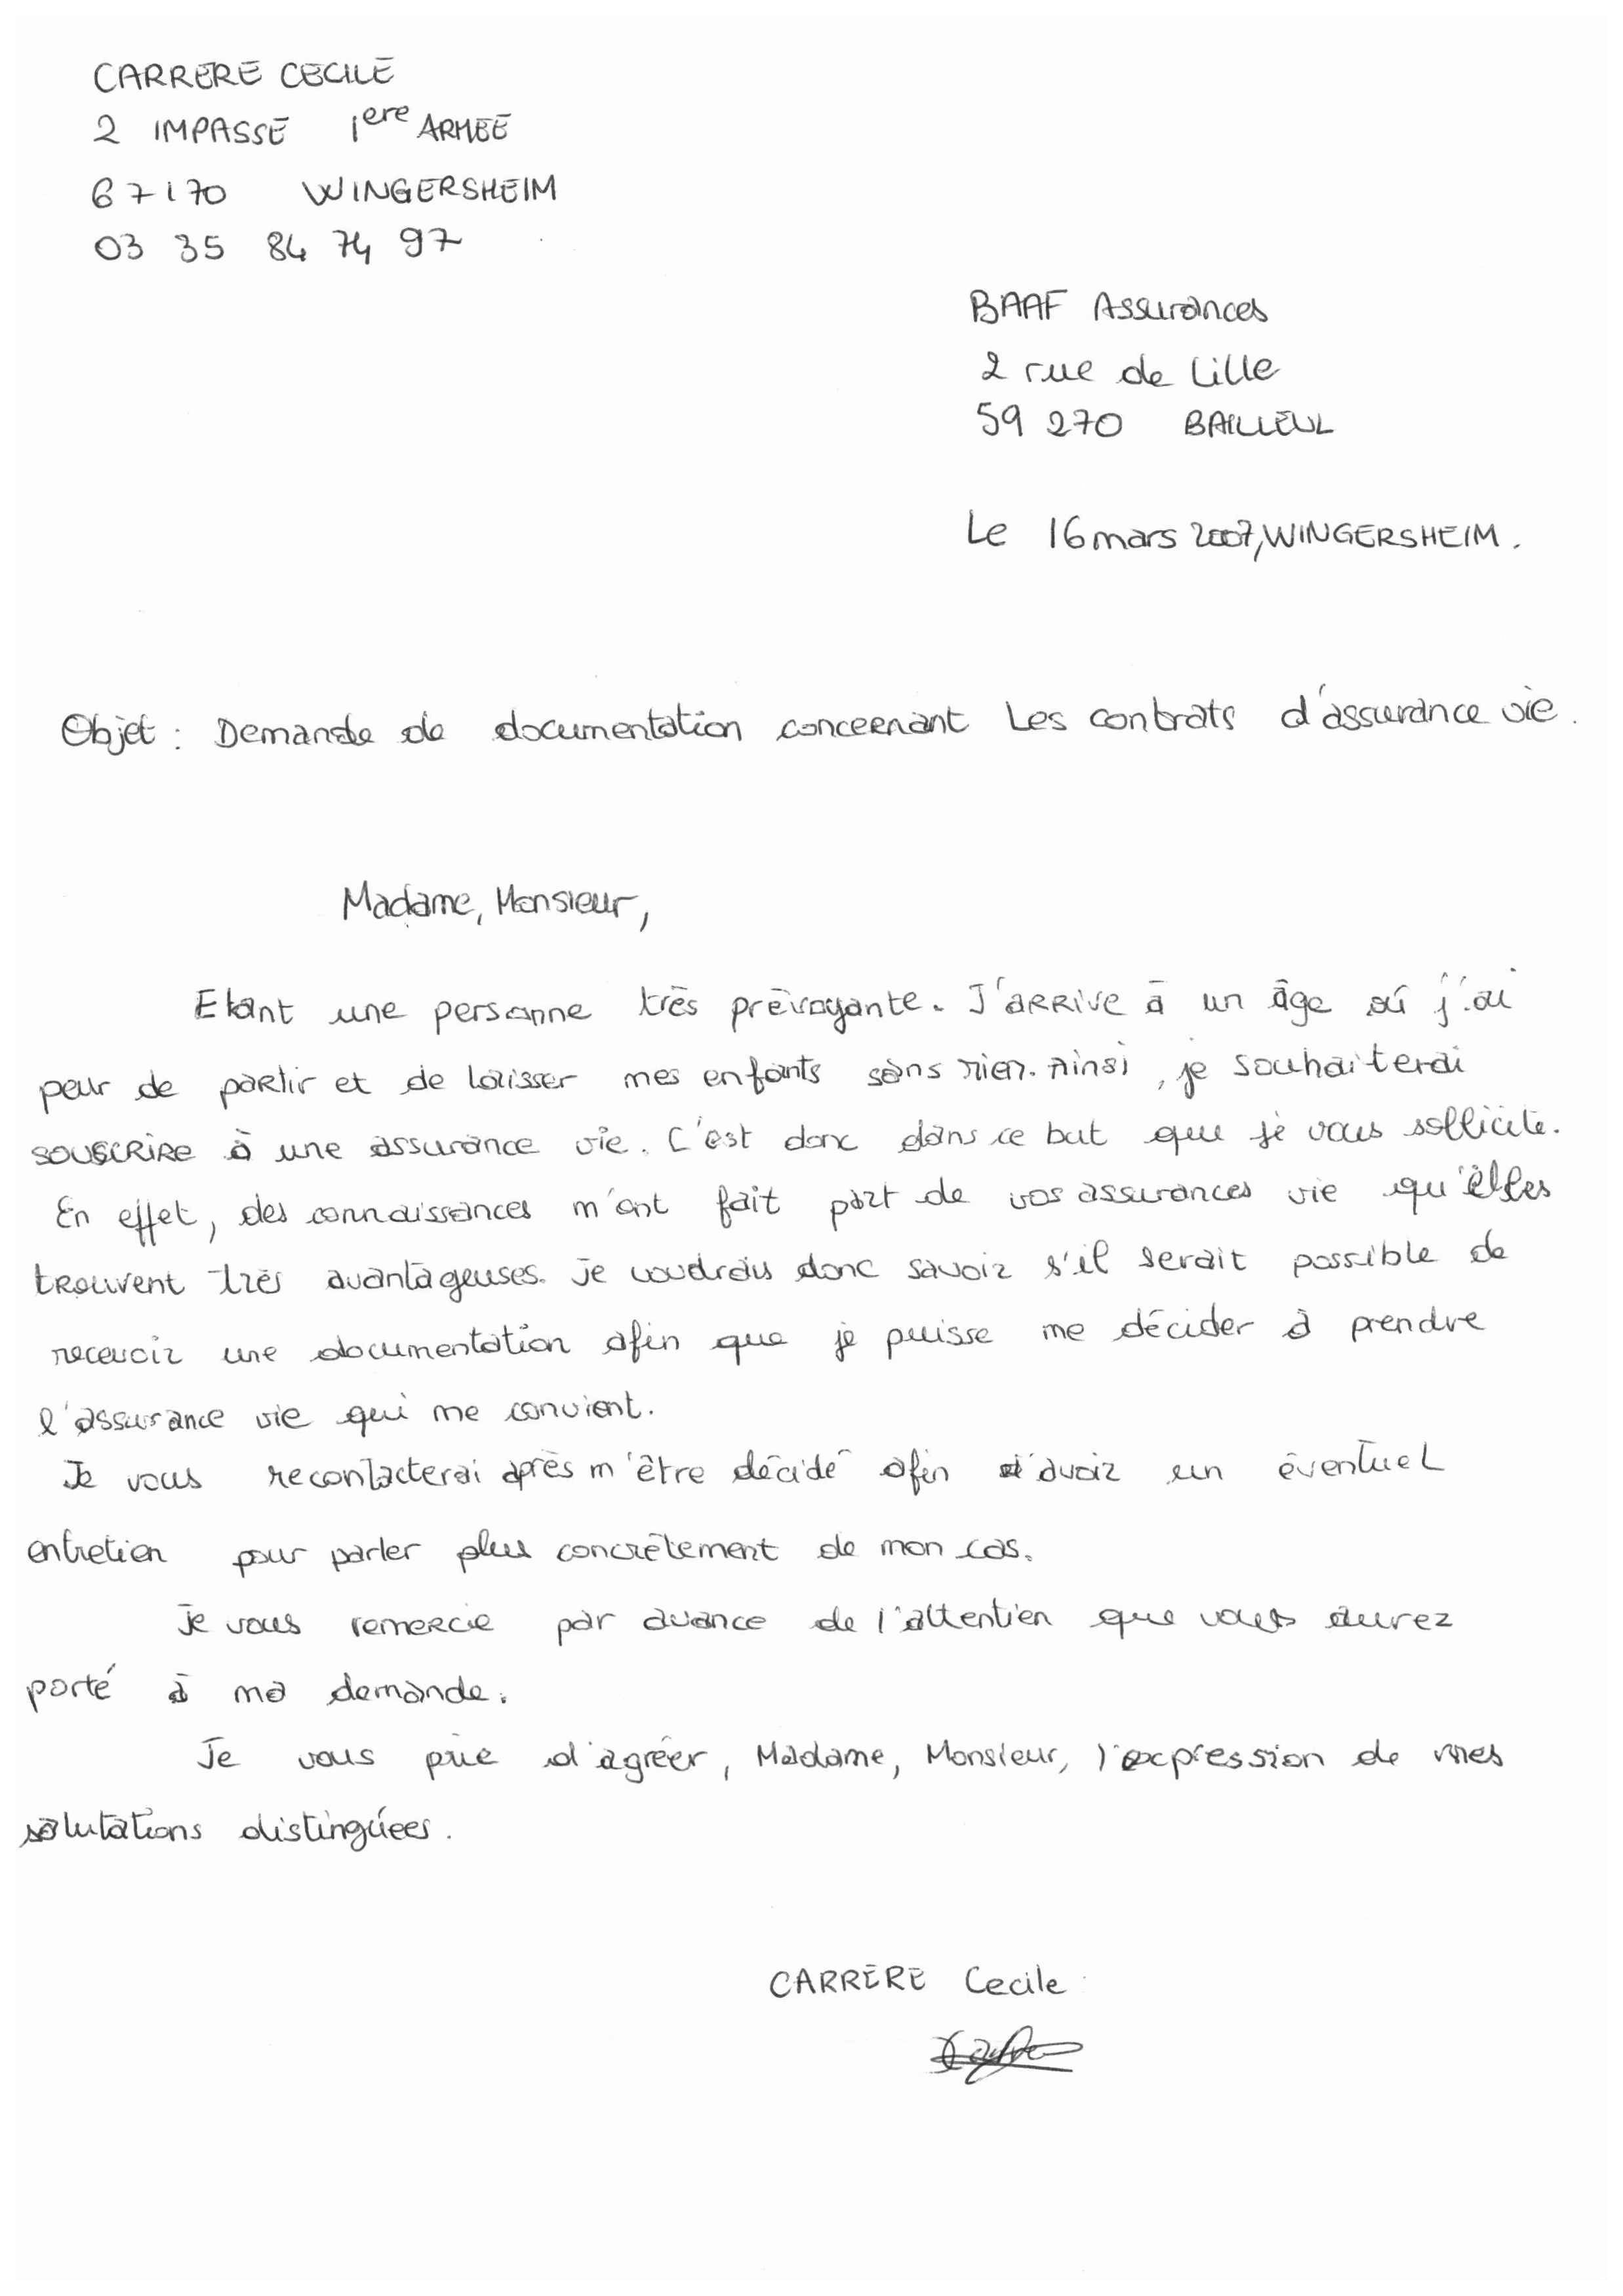 CARRERE CECILE
2 IMPASSE 1ere ARMEE
67170 WINGERSHEIM
03 35 84 74 97
BAAF Assurances
2 rue de Lille
59 270 BAILLEUL
Le 16 mars 2007, WINGERSHEIM.
Objet : Demande de documentation concernant les contrats d'assurance vie.
Madame, Monsieur,
Etant une personne très prévoyante. J'arrive à un âge où j'ai
peur de partir et de laisser mes enfants sans rien. Ainsi, je souhaiterai
souscrire à une assurance vie. C'est donc dans ce but que je vous sollicite.
En effet, des connaissances m'ont fait part de vos assurances vie qu'elles
trouvent très avantageuses. Je voudrais donc savoir s'il serait possible de
recevoir une documentation afin que je puisse me décider à prendre
l'assurance vie qui me convient.
Je vous recontacterai après m'être décidé afin d'avoir un éventuel
entretien pour parler plus concrètement de mon cas.
Je vous remercie par avance de l'attention que vous aurez
porté à ma demande.
Je vous prie d'agréer, Madame, Monsieur, l'expression de mes
salutations distinguées.
CARRERE Cecile